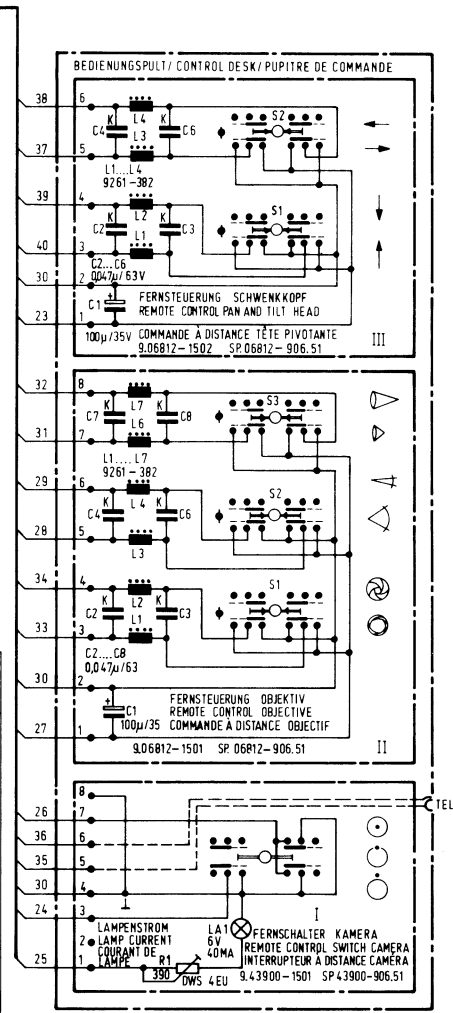 BEDIENUNGSPULT/ CONTROL DESK/ PUPITRE DE COMMANDE
38 6 K L4 S2
C4 L3 C6
37 5
L1....L4
9261-382
39 4 K L2 K S1
C2 L1 C3
40 3
C2...C6
0,047µ/63V
30 2
+
C1
FERNSTEUERUNG SCHWENKKOPF
REMOTE CONTROL PAN AND TILT HEAD
23 1
100µ/35V
COMMANDE À DISTANCE TÊTE PIVOTANTE
9.06812-1502 SP. 06812-906.51
III
32 8 K L7 K S3
C7 L6 C8
31 7
L1....L7
9261-382
29 6 K L4 K S2
C4 C6
28 5
L3
34 4 K L2 K S1
C2 L1 C3
33 3
C2...C8
0,047µ/63
30 2
+
C1
100µ/35
FERNSTEUERUNG OBJEKTIV
REMOTE CONTROL OBJECTIVE
COMMANDE À DISTANCE OBJECTIF
27 1
9.06812-1501 SP. 06812-906.51
II
8
TEL
26 7
36 6
35 5
30 4
24 3
I
LAMPENSTROM
2 LAMP CURRENT
COURANT DE
LAMPE
25 1
R1
390
DWS 4EU
LA1
6V
40MA
FERNSCHALTER KAMERA
REMOTE CONTROL SWITCH CAMERA
INTERRUPTEUR À DISTANCE CAMÉRA
9.43900-1501 SP 43900-906.51